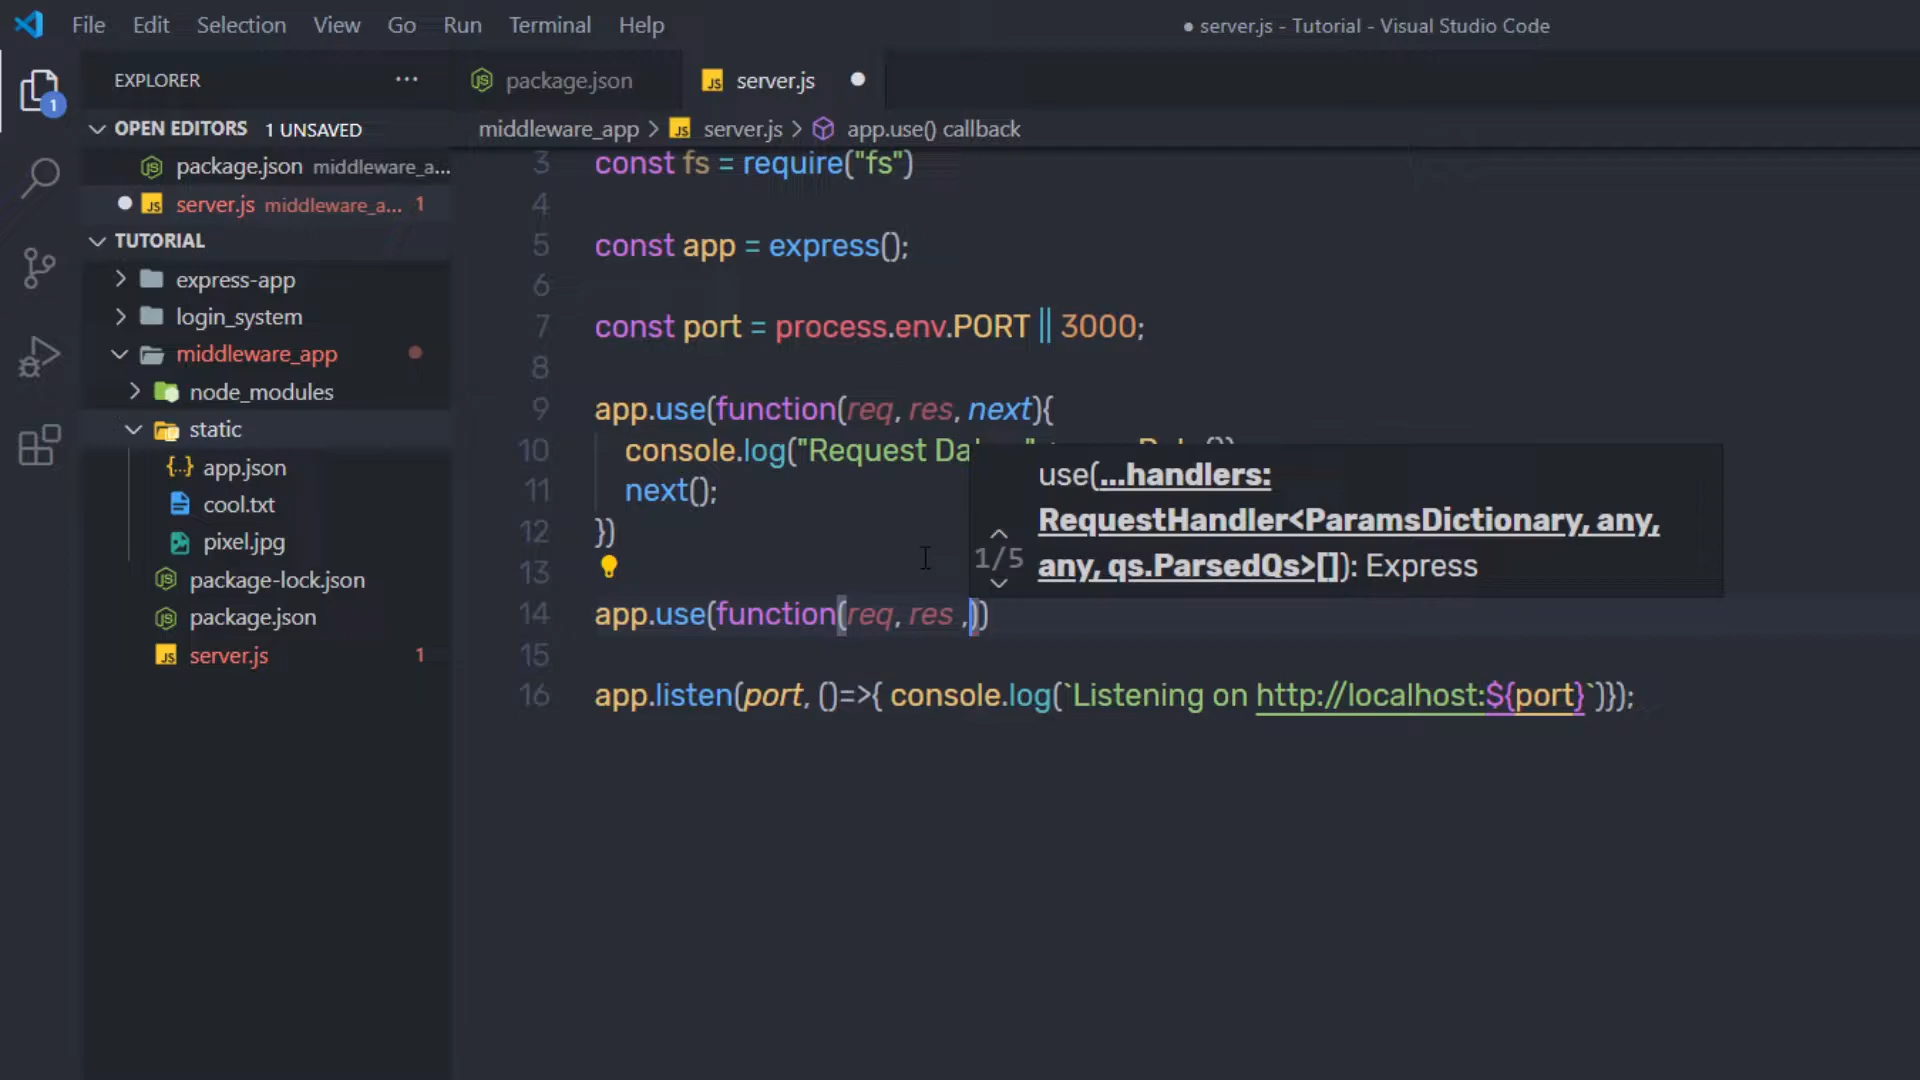 File Edit Selection View Go Run Terminal Help
● server.js - Tutorial - Visual Studio Code
EXPLORER ...
package.json
server.js
1
OPEN EDITORS 1 UNSAVED
middleware_app > server.js > app.use() callback
package.json middleware_a...
server.js middleware_a... 1
TUTORIAL
express-app
login_system
middleware_app
node_modules
static
app.json
cool.txt
pixel.jpg
package-lock.json
package.json
server.js 1
3 const fs = require("fs")
4
5 const app = express();
6
7 const port = process.env.PORT || 3000;
8
9 app.use(function(req, res, next){
10 console.log("Request Da
11 next();
12 })
13
14 app.use(function(req, res ,))
15
16 app.listen(port, ()=>{ console.log(`Listening on http://localhost:${port}`)});
1/5
use(...handlers:
RequestHandler<ParamsDictionary, any,
any, qs.ParsedQs>[]): Express